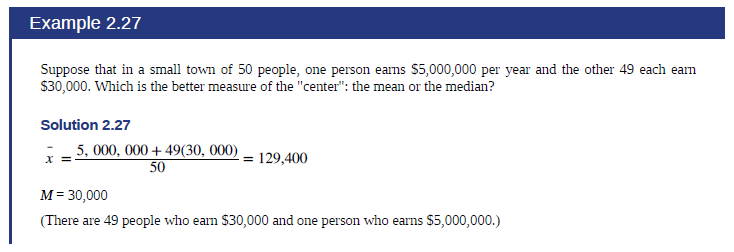 Example 2.27
Suppose that in a small town of 50 people, one person earns $5,000,000 per year and the other 49 each earn
$30,000. Which is the better measure of the "center": the mean or the median?
Solution 2.27
x̄ = 5, 000, 000 + 49(30, 000) / 50 = 129,400
M = 30,000
(There are 49 people who earn $30,000 and one person who earns $5,000,000.)